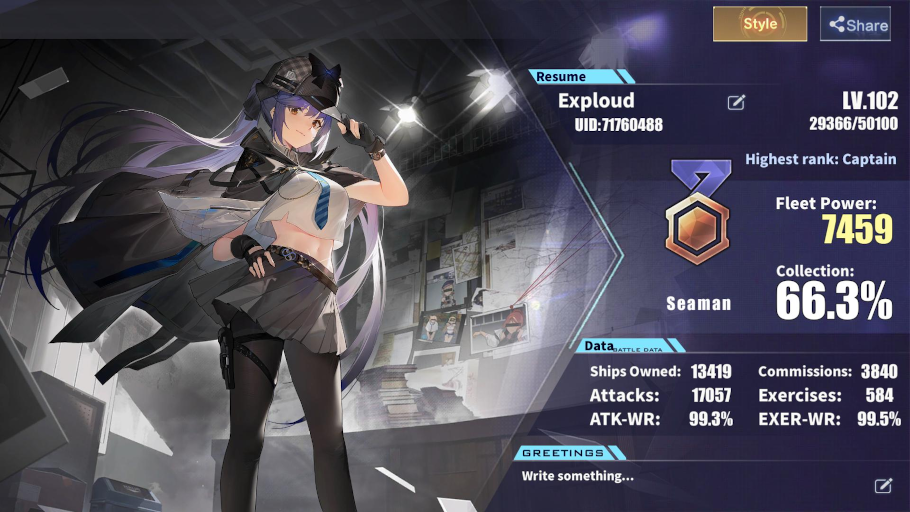 Style
Share
Resume
Exploud
UID:71760488
LV.102
29366/50100
Highest rank: Captain
Fleet Power:
7459
Collection:
66.3%
Seaman
Data BATTLE DATA
Ships Owned: 13419 Commissions: 3840
Attacks: 17057 Exercises: 584
ATK-WR: 99.3% EXER-WR: 99.5%
GREETINGS
Write something...